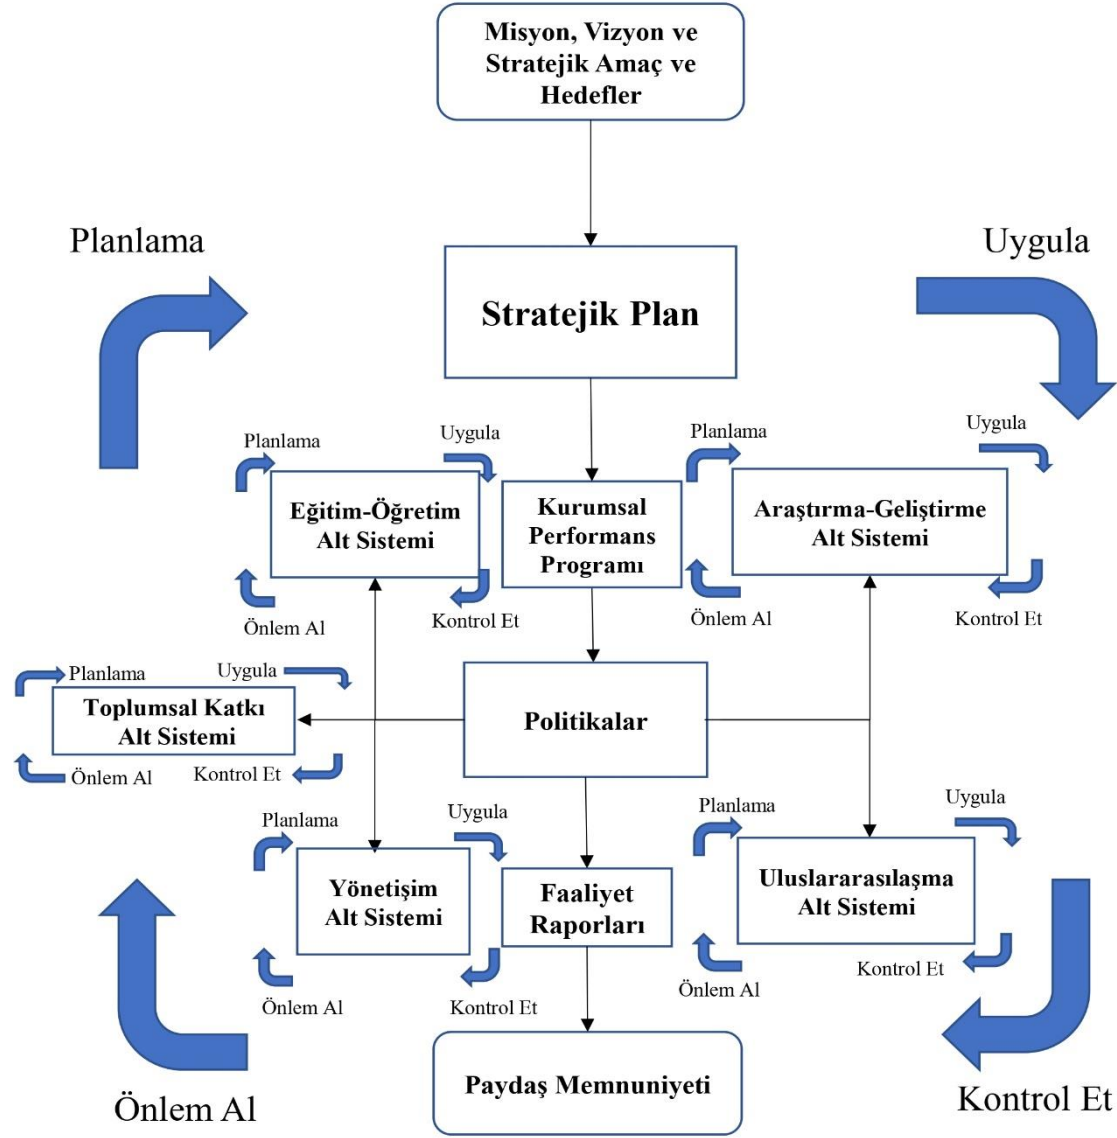 Misyon, Vizyon ve
Stratejik Amaç ve
Hedefler
Planlama
Uygula
Stratejik Plan
Planlama
Uygula
Eğitim-Öğretim
Alt Sistemi
Önlem Al
Kontrol Et
Kurumsal
Performans
Programı
Planlama
Uygula
Araştırma-Geliştirme
Alt Sistemi
Önlem Al
Kontrol Et
Planlama
Uygula
Toplumsal Katkı
Alt Sistemi
Önlem Al
Kontrol Et
Politikalar
Planlama
Uygula
Yönetişim
Alt Sistemi
Önlem Al
Kontrol Et
Faaliyet
Raporları
Planlama
Uygula
Uluslararasılaşma
Alt Sistemi
Önlem Al
Kontrol Et
Önlem Al
Paydaş Memnuniyeti
Kontrol Et